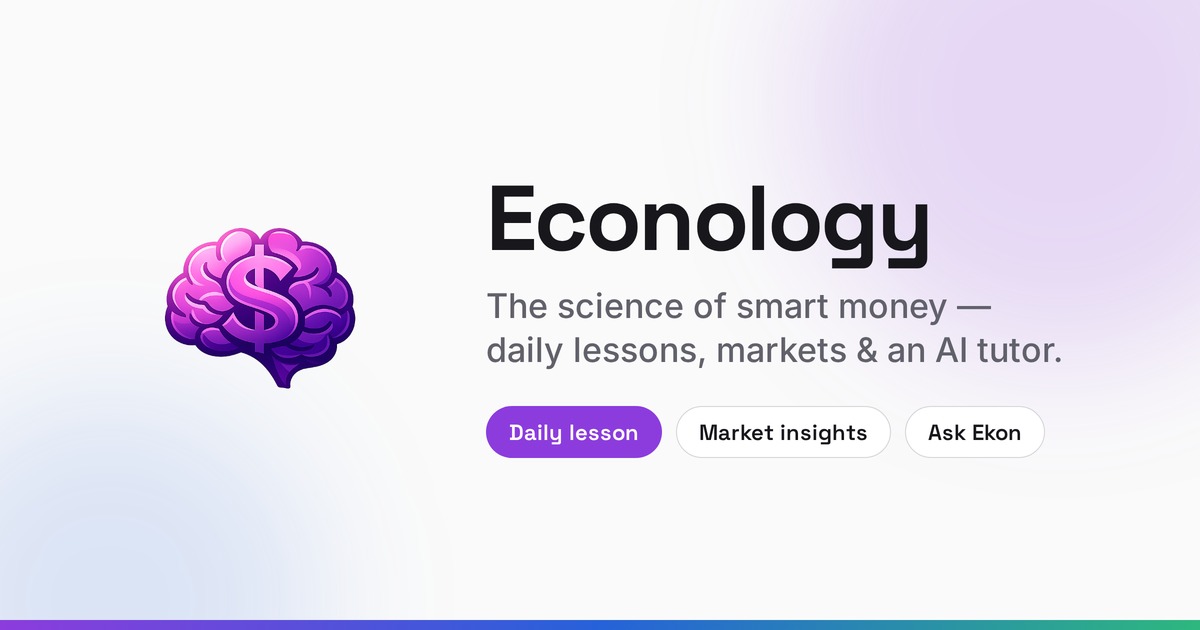 $
Econology
The science of smart money —
daily lessons, markets & an AI tutor.
Daily lesson
Market insights
Ask Ekon